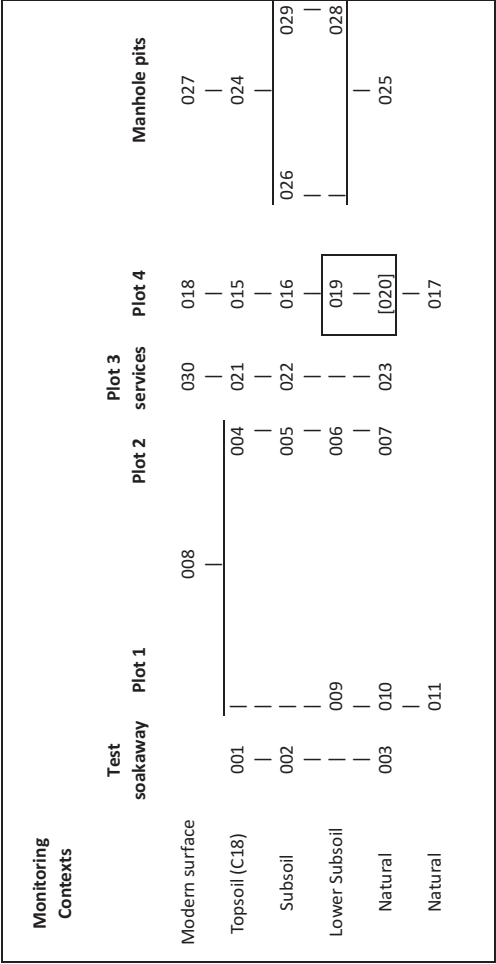 Monitoring
Contexts
Test
soakaway
Plot 1
Plot 2
Plot 3
services
Plot 4
Manhole pits
Modern surface
008
030
018
027
Topsoil (C18)
001
004
021
015
024
Subsoil
002
005
022
016
026
029
Lower Subsoil
009
006
019
028
Natural
003
010
007
023
[020]
025
Natural
011
017